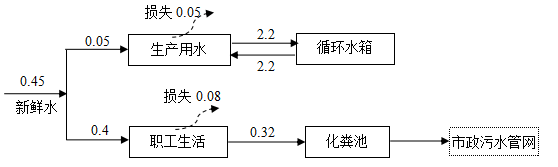 损失 0.05
0.05
生产用水
2.2
2.2
循环水箱
0.45
新鲜水
损失 0.08
0.4
职工生活
0.32
化粪池
市政污水管网